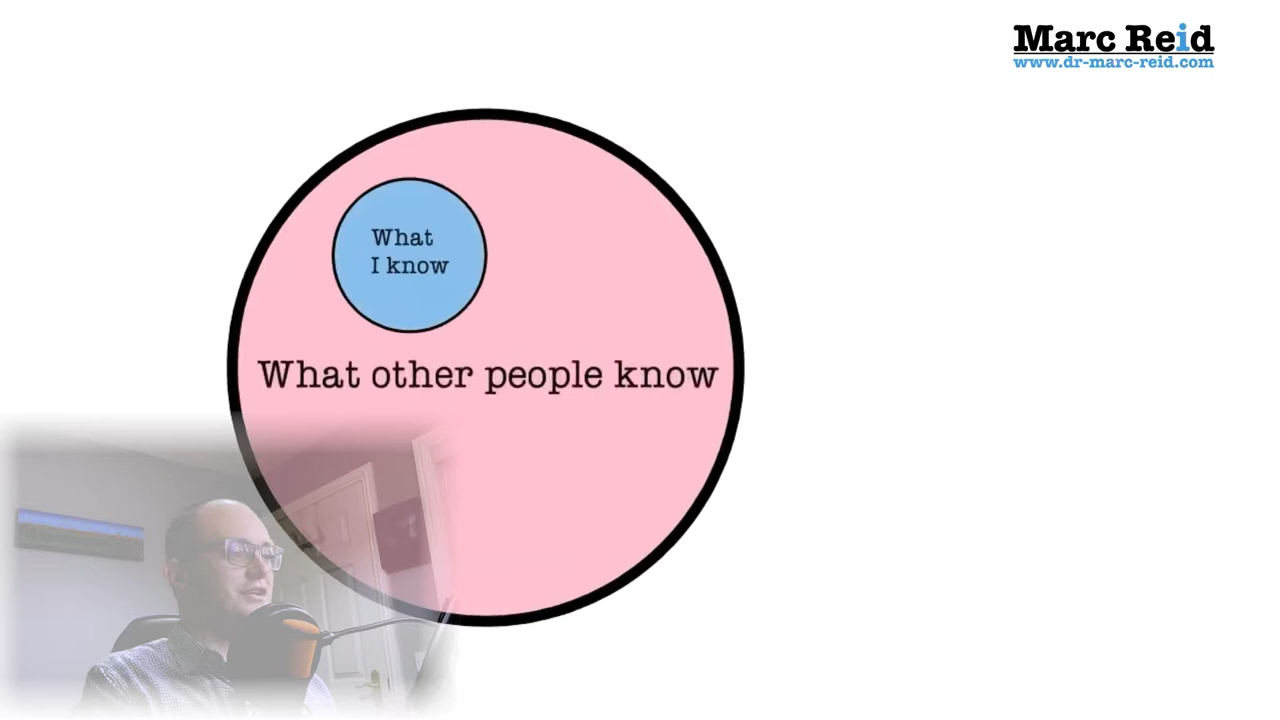 Marc Reid
www.dr-marc-reid.com
What
I know
What other people know